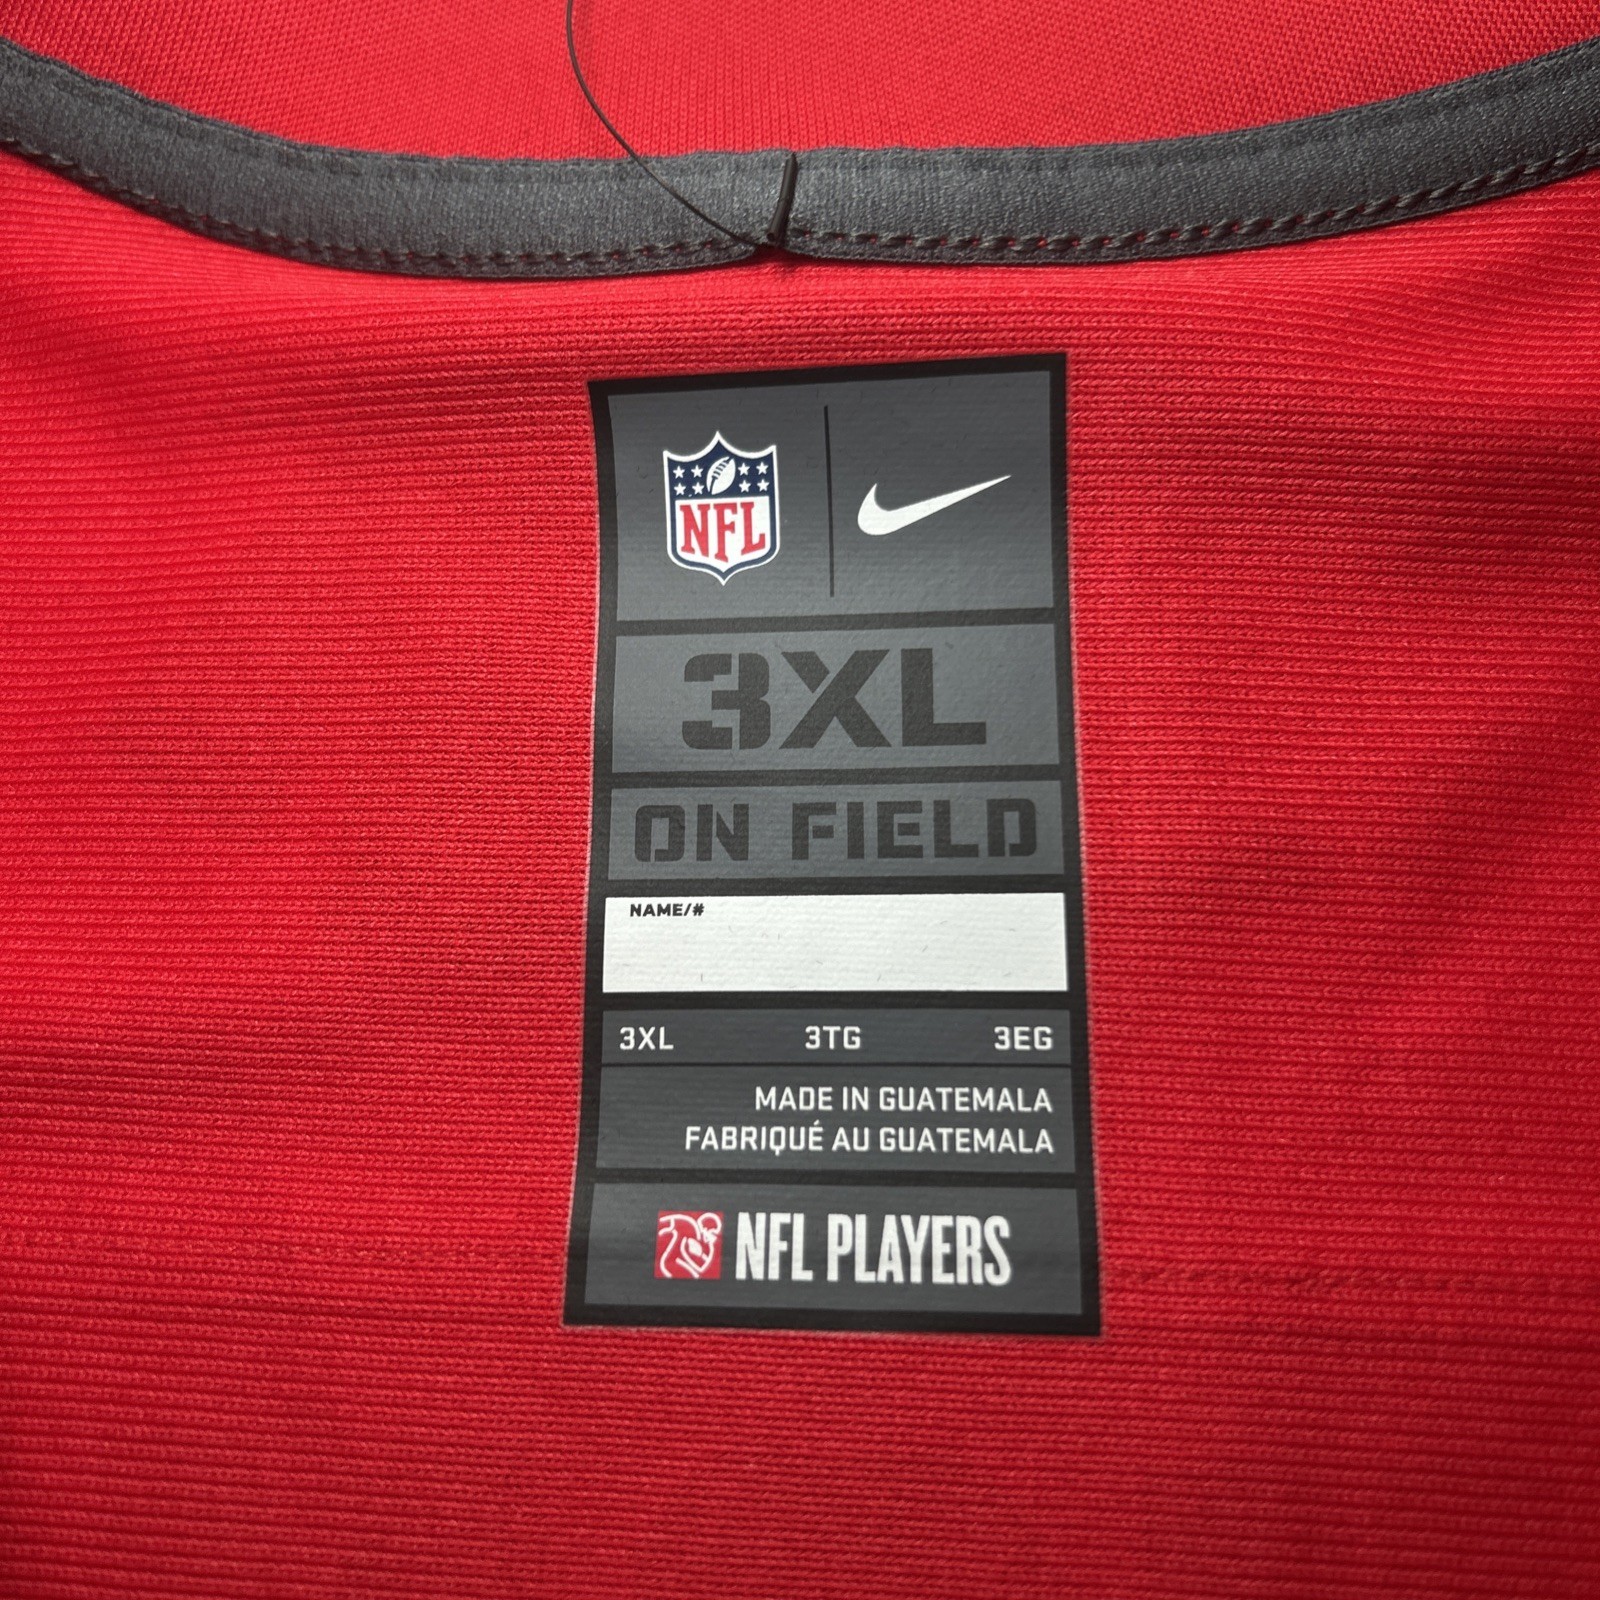 NFL
3XL
ON FIELD
NAME/#
3XL 3TG 3EG
MADE IN GUATEMALA
FABRIQUÉ AU GUATEMALA
NFL PLAYERS